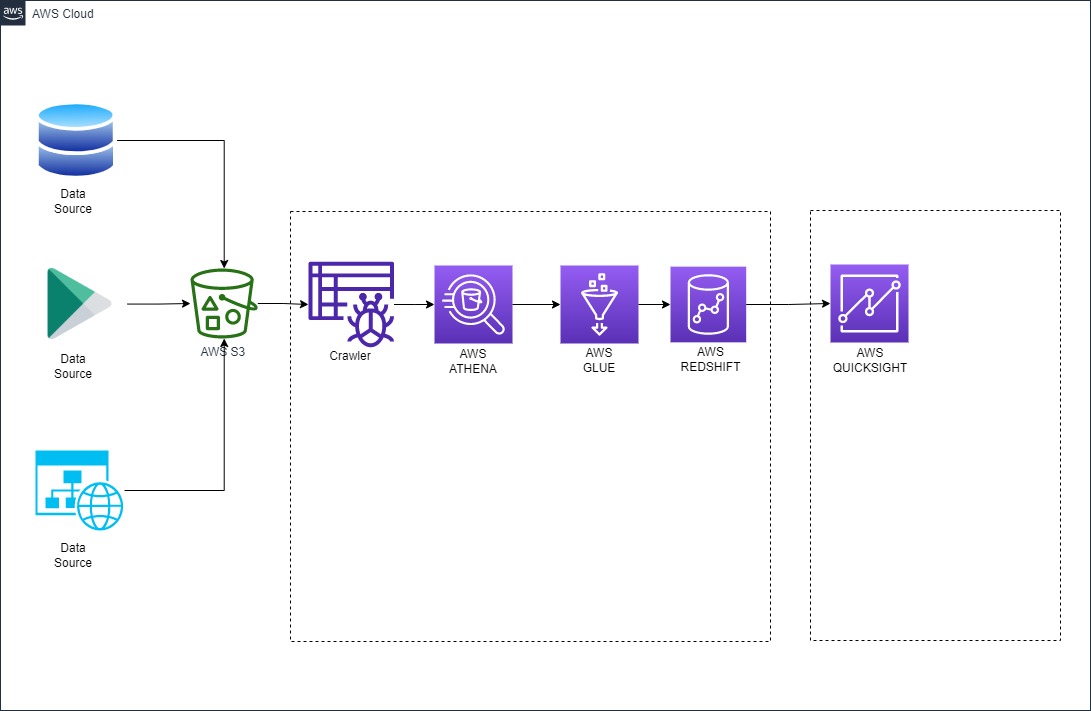 aws
AWS Cloud
Data
Source
Data
Source
Data
Source
AWS S3
Crawler
AWS
ATHENA
AWS
GLUE
AWS
REDSHIFT
AWS
QUICKSIGHT